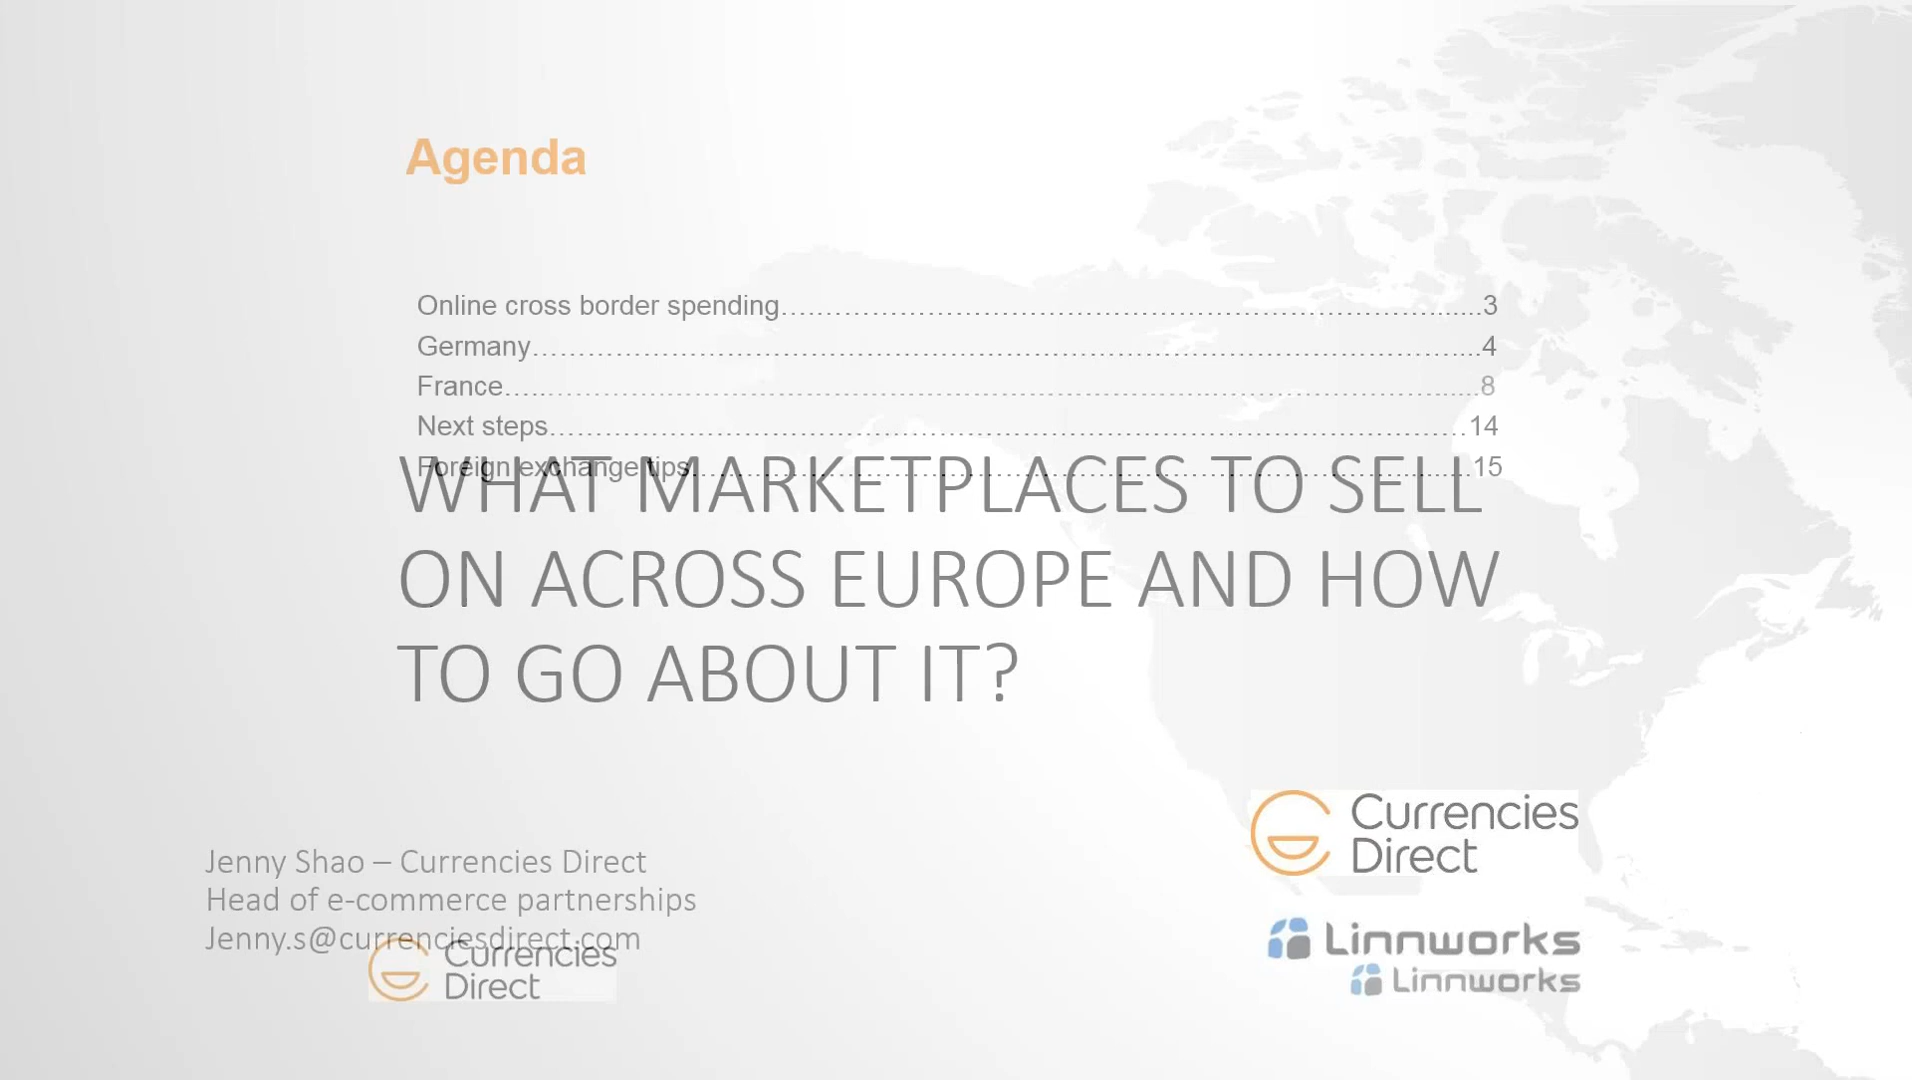 Agenda
Online cross border spending.................................................................................3
Germany.................................................................................4
France.................................................................................8
Next steps.................................................................................14
Foreign exchange tips.................................................................................15
WHAT MARKETPLACES TO SELL
ON ACROSS EUROPE AND HOW
TO GO ABOUT IT?
Currencies
Direct
Jenny Shao – Currencies Direct
Head of e-commerce partnerships
Jenny.s@currenciesdirect.com
Linnworks
Currencies
Direct
Linnworks